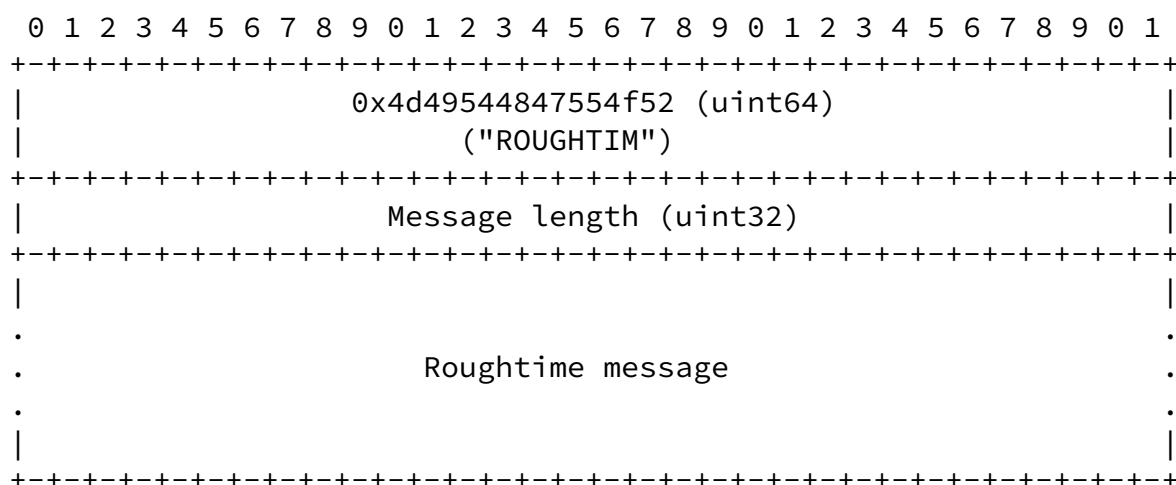 0 1 2 3 4 5 6 7 8 9 0 1 2 3 4 5 6 7 8 9 0 1 2 3 4 5 6 7 8 9 0 1
+-+-+-+-+-+-+-+-+-+-+-+-+-+-+-+-+-+-+-+-+-+-+-+-+-+-+-+-+-+-+-+-+
|                  0x4d49544847554f52 (uint64)                  |
|                        ("ROUGHTIM")                           |
+-+-+-+-+-+-+-+-+-+-+-+-+-+-+-+-+-+-+-+-+-+-+-+-+-+-+-+-+-+-+-+-+
|                    Message length (uint32)                    |
+-+-+-+-+-+-+-+-+-+-+-+-+-+-+-+-+-+-+-+-+-+-+-+-+-+-+-+-+-+-+-+-+
|                                                               |
.                                                               .
.                      Roughtime message                        .
.                                                               .
|                                                               |
+-+-+-+-+-+-+-+-+-+-+-+-+-+-+-+-+-+-+-+-+-+-+-+-+-+-+-+-+-+-+-+-+